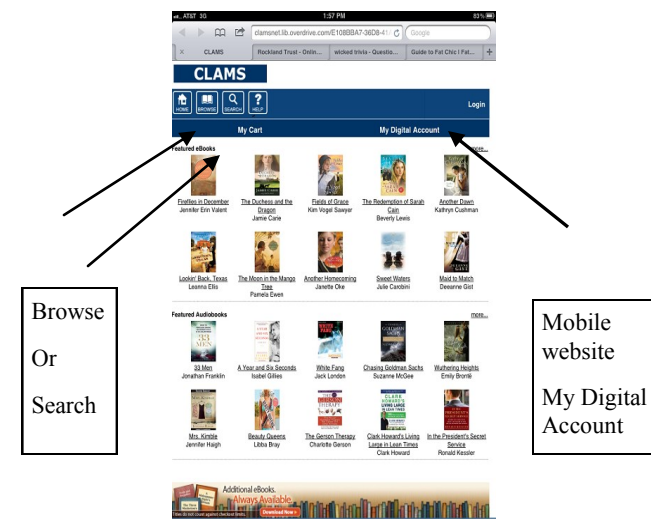 AT&T 3G 1:57 PM 83%
clamsnet.lib.overdrive.com/E108BBA7-36D8-41 Google
× CLAMS Rockland Trust - Onlin... wicked trivia - Questio... Guide to Fat Chic I Fat... +
CLAMS
HOME BROWSE SEARCH ? HELP Login
My Cart My Digital Account
Featured eBooks more...
Fireflies in December The Duchess and the Dragon Fields of Grace The Redemption of Sarah Cain Another Dawn
Jennifer Erin Valent Jamie Carie Kim Vogel Sawyer Beverly Lewis Kathryn Cushman
Lookin' Back, Texas The Moon in the Mango Tree Another Homecoming Sweet Waters Maid to Match
Leanna Ellis Pamela Ewen Janette Oke Julie Carobini Deeanne Gist
Featured Audiobooks more...
33 Men A Year and Six Seconds White Fang Chasing Goldman Sachs Wuthering Heights
Jonathan Franklin Isabel Gillies Jack London Suzanne McGee Emily Brontë
Mrs. Kimble Beauty Queens The Gerson Therapy Clark Howard's Living Large in Lean Times In the President's Secret Service
Jennifer Haigh Libba Bray Charlotte Gerson Clark Howard Ronald Kessler
Additional eBooks.
Always Available.
Download Now >
Titles do not count against checkout limits.
Browse
Or
Search
Mobile
website
My Digital
Account